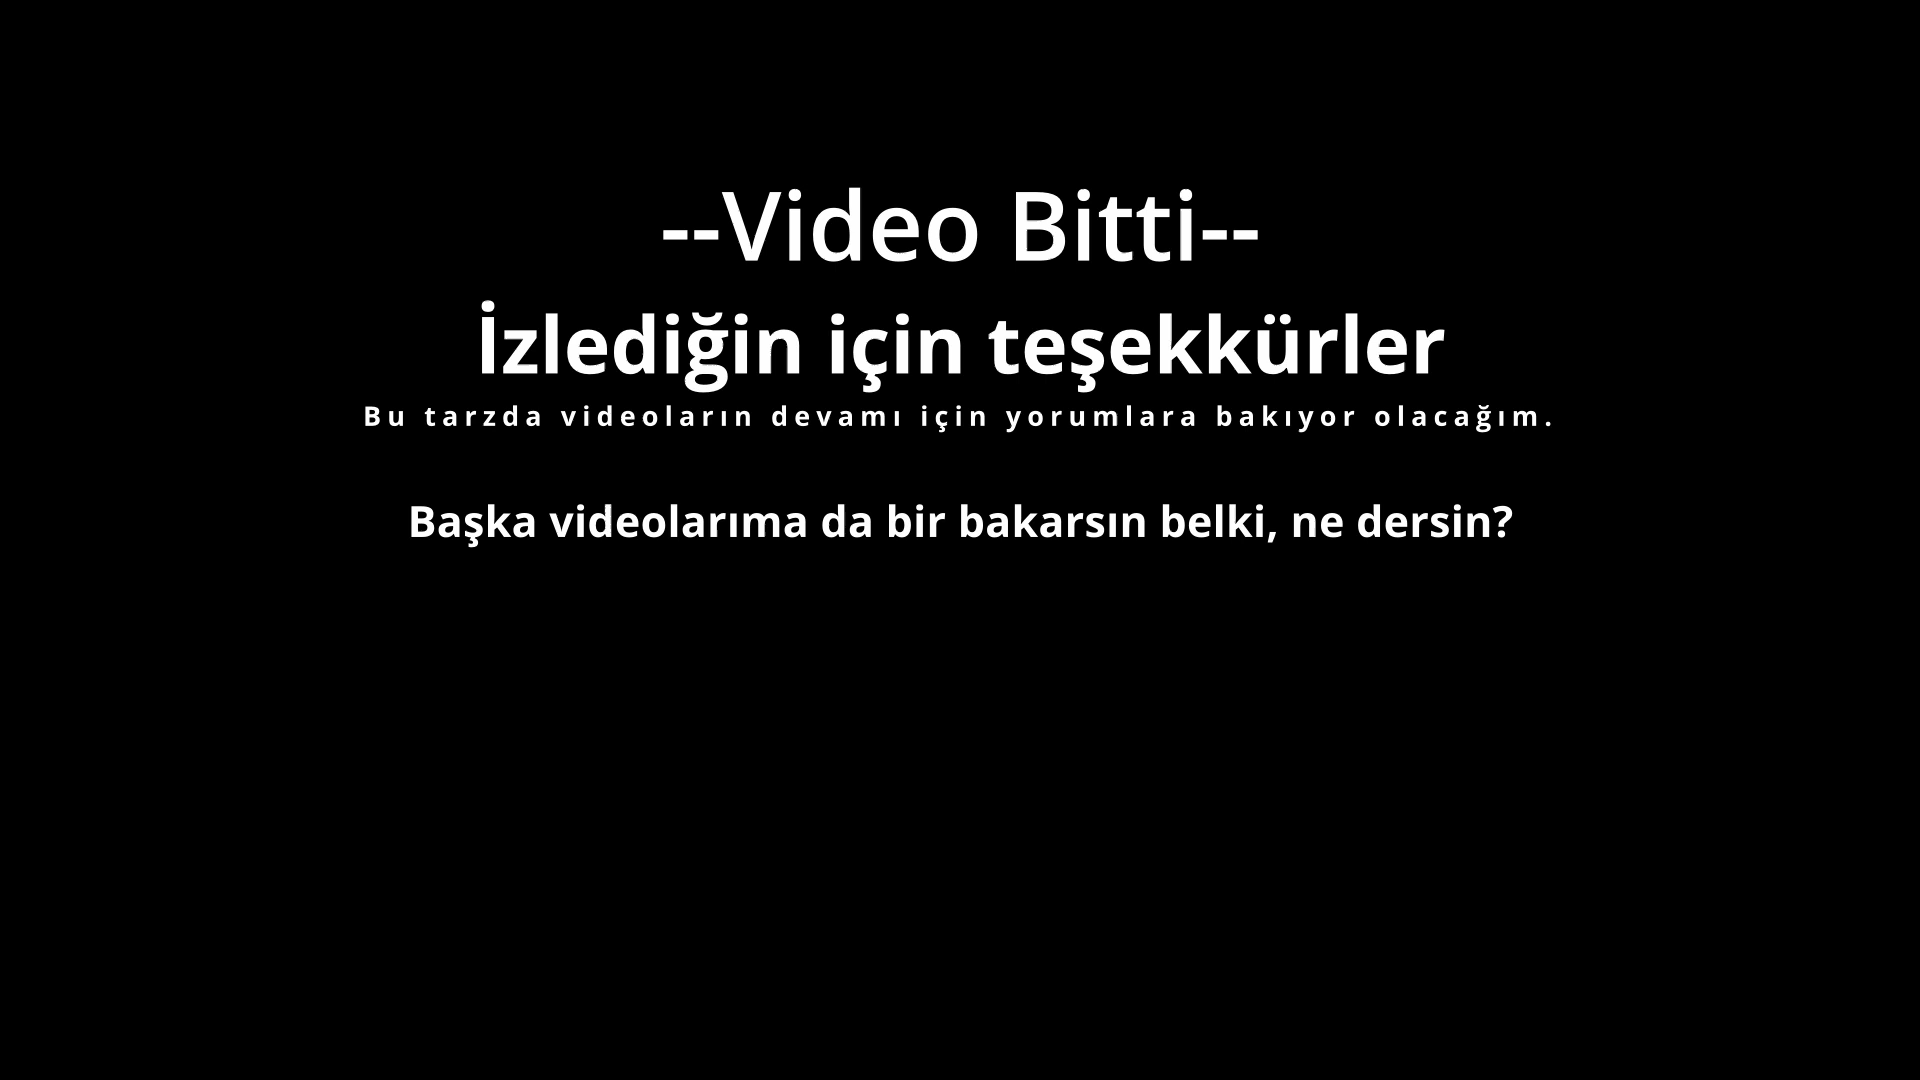 --Video Bitti--
İzlediğin için teşekkürler
Bu tarzda videoların devamı için yorumlara bakıyor olacağım.
Başka videolarıma da bir bakarsın belki, ne dersin?